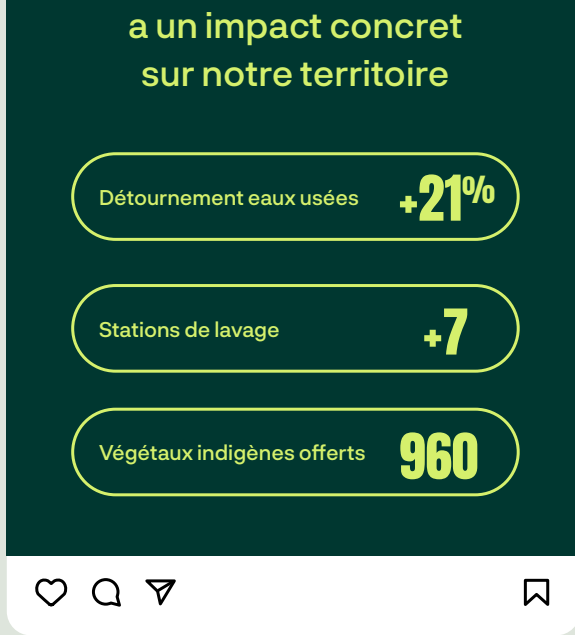 a un impact concret
sur notre territoire
Détournement eaux usées +21%
Stations de lavage +7
Végétaux indigènes offerts 960